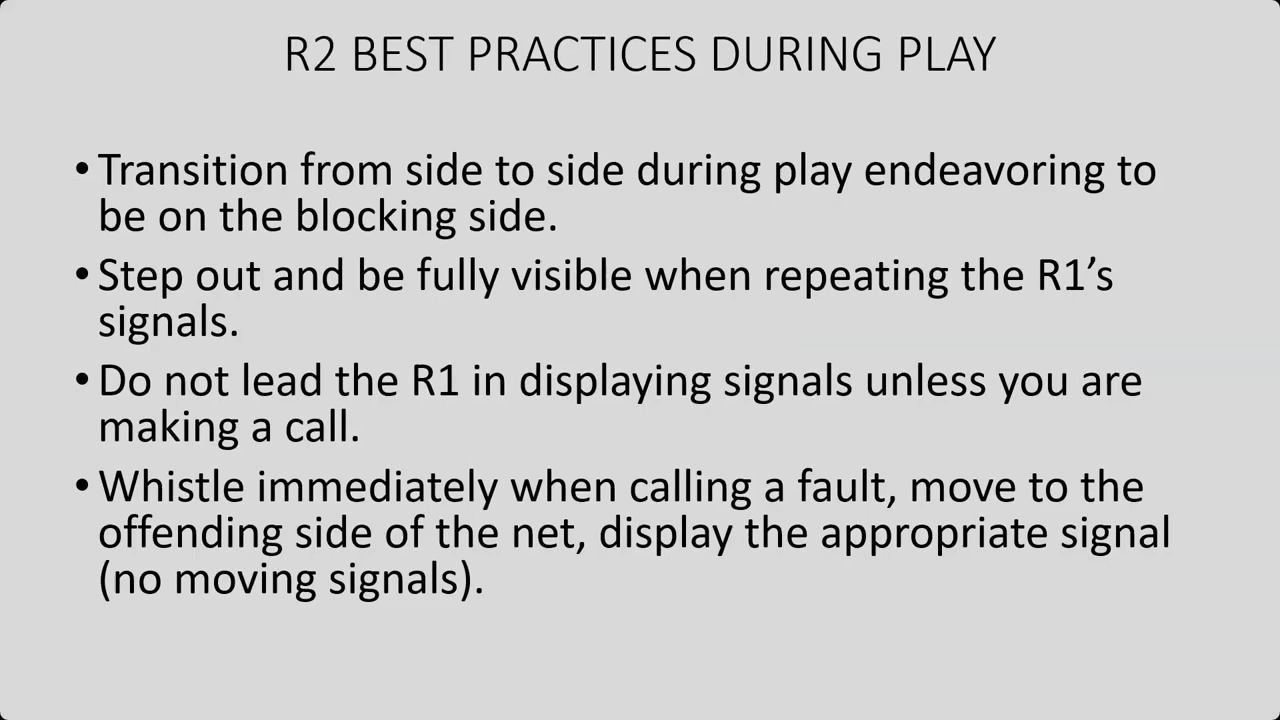 R2 BEST PRACTICES DURING PLAY
• Transition from side to side during play endeavoring to
be on the blocking side.
• Step out and be fully visible when repeating the R1’s
signals.
• Do not lead the R1 in displaying signals unless you are
making a call.
• Whistle immediately when calling a fault, move to the
offending side of the net, display the appropriate signal
(no moving signals).